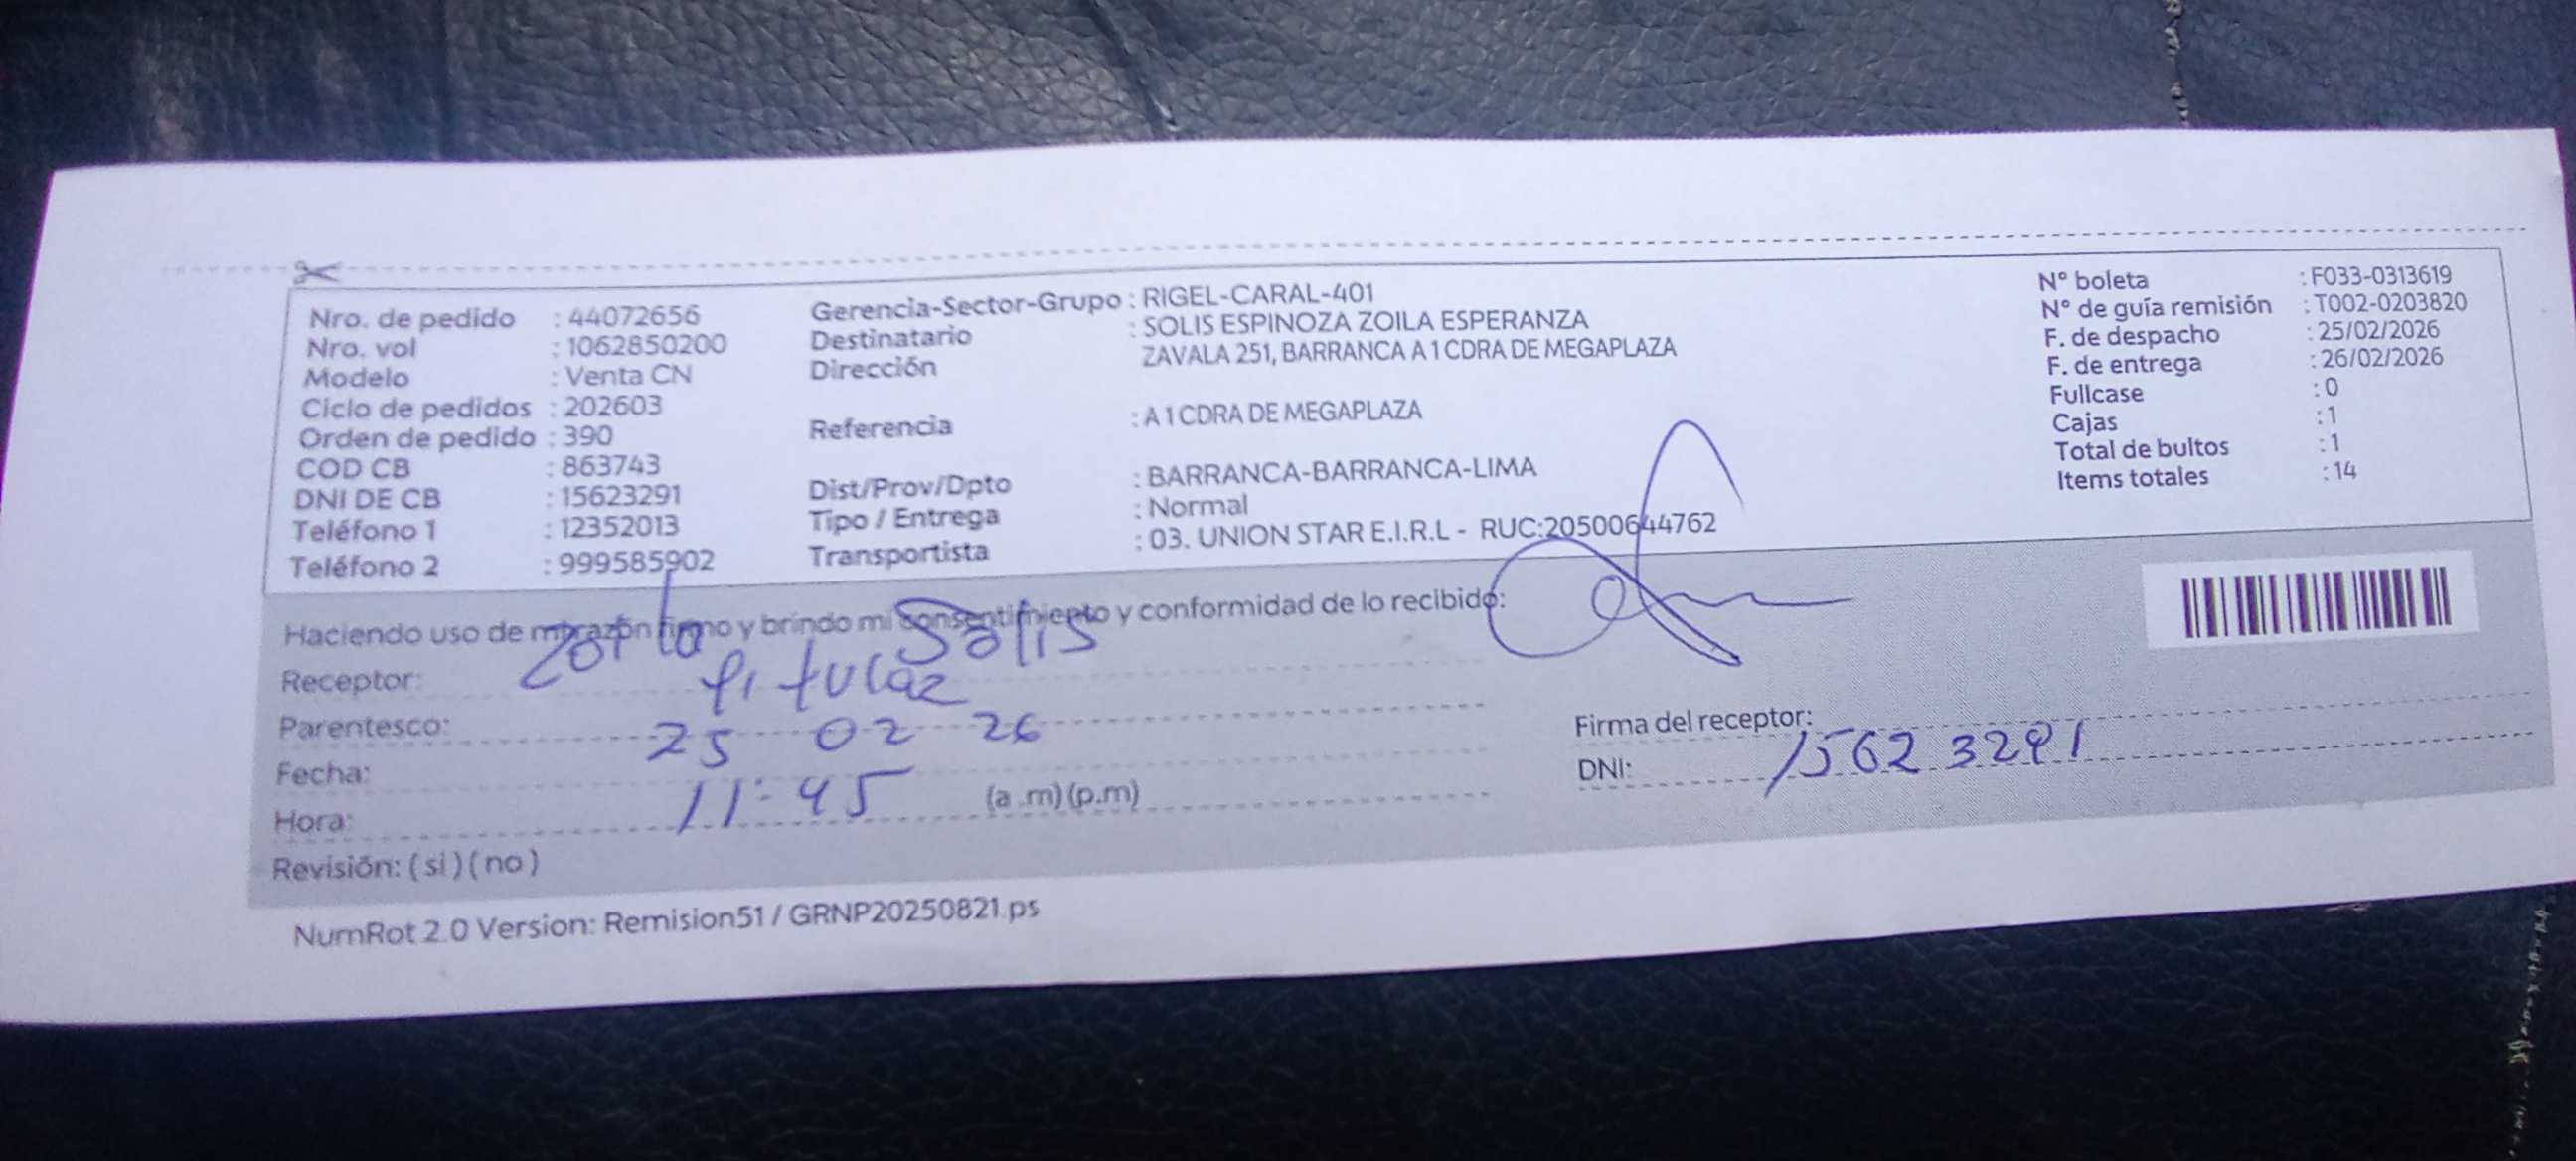 Nro. de pedido : 44072656
Nro. vol : 1062850200
Modelo : Venta CN
Ciclo de pedidos : 202603
Orden de pedido : 390
COD CB : 863743
DNI DE CB : 15623291
Teléfono 1 : 12352013
Teléfono 2 : 999585902
Gerencia-Sector-Grupo : RIGEL-CARAL-401
Destinatario : SOLIS ESPINOZA ZOILA ESPERANZA
Dirección ZAVALA 251, BARRANCA A 1 CDRA DE MEGAPLAZA
Referencia : A 1 CDRA DE MEGAPLAZA
Dist/Prov/Dpto : BARRANCA-BARRANCA-LIMA
Tipo / Entrega : Normal
Transportista : 03. UNION STAR E.I.R.L - RUC:20500644762
N° boleta : F033-0313619
N° de guía remisión : T002-0203820
F. de despacho : 25/02/2026
F. de entrega : 26/02/2026
Fullcase : 0
Cajas : 1
Total de bultos : 1
Items totales : 14
Haciendo uso de mi razón firmo y brindo mi consentimiento y conformidad de lo recibido:
Receptor: Zoila Solis
Parentesco: titular
Fecha: 25 02 26
Hora: 11:45 (a .m) (p.m)
Revisión: ( si ) ( no )
Firma del receptor:
DNI: 15623291
NumRot 2.0 Version: Remision51 / GRNP20250821.ps